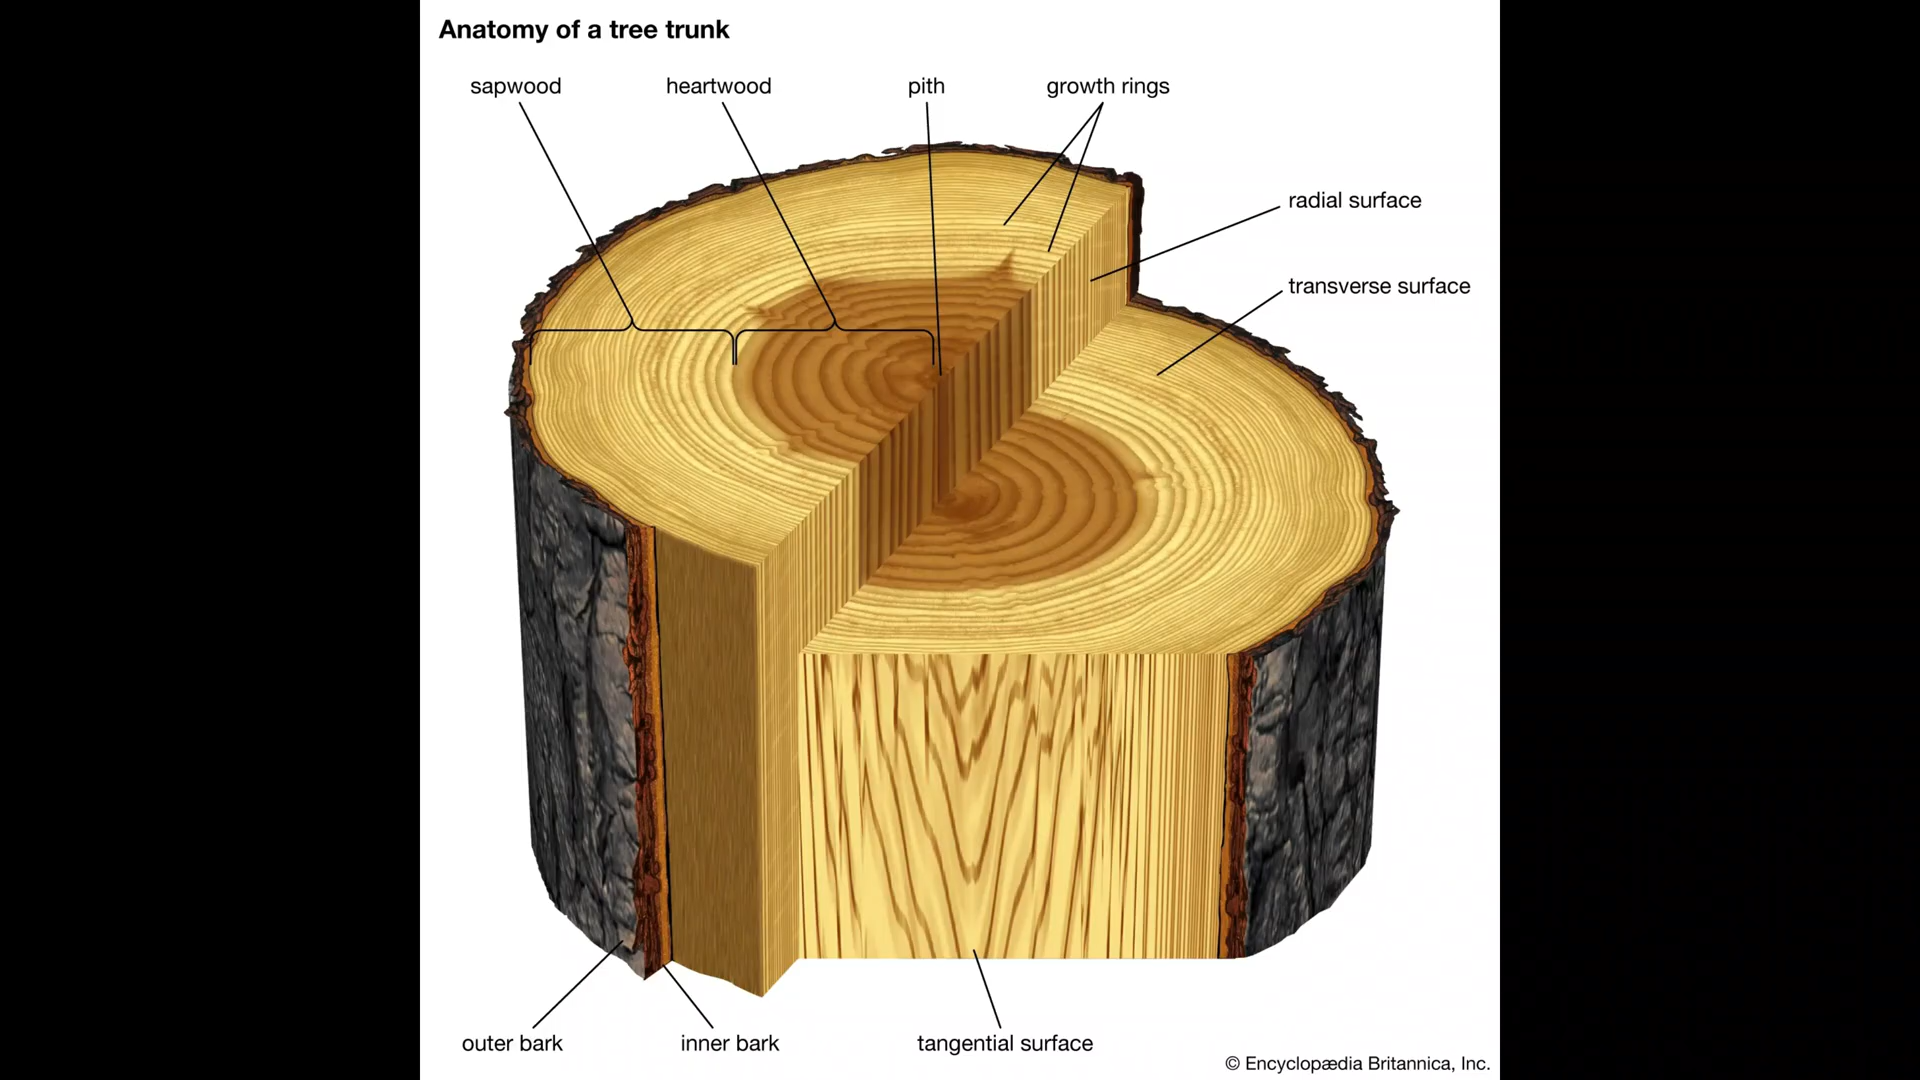 Anatomy of a tree trunk
sapwood
heartwood
pith
growth rings
radial surface
transverse surface
outer bark
inner bark
tangential surface
© Encyclopædia Britannica, Inc.